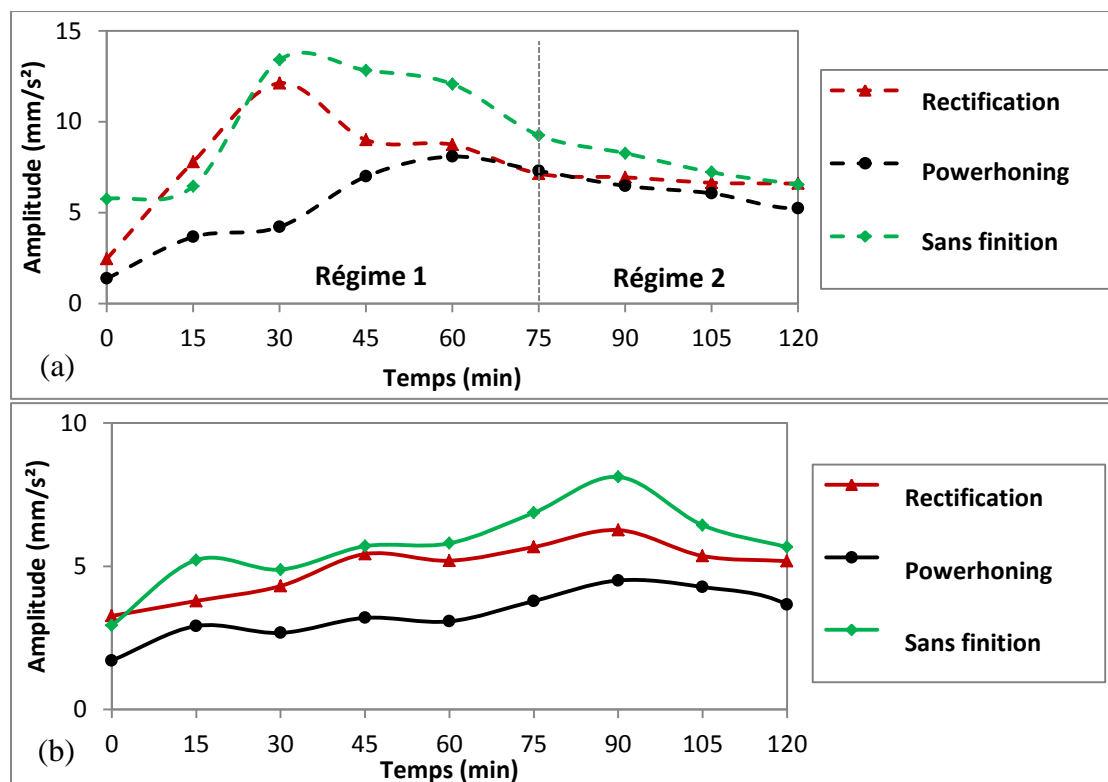 15
10
5
0
Amplitude (mm/s²)
Régime 1
Régime 2
0 15 30 45 60 75 90 105 120
Temps (min)
(a)
Rectification
Powerhoning
Sans finition
10
5
0
Amplitude (mm/s²)
0 15 30 45 60 75 90 105 120
Temps (min)
(b)
Rectification
Powerhoning
Sans finition